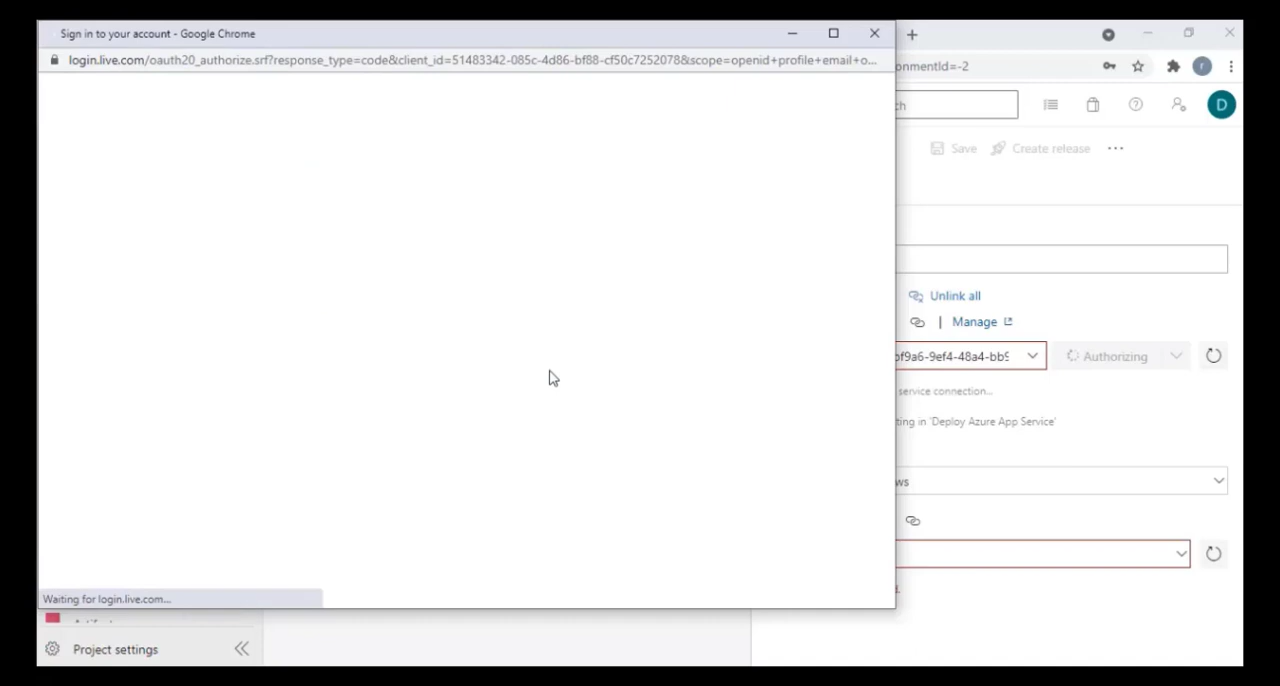 Sign in to your account - Google Chrome
login.live.com/oauth20_authorize.srf?response_type=code&client_id=51483342-085c-4d86-bf88-cf50c7252078&scope=openid+profile+email+o...
onmentId=-2
ch
D
Save
Create release
Unlink all
| Manage
bf9a6-9ef4-48a4-bb9
Authorizing
service connection...
ting in 'Deploy Azure App Service'
ws
Waiting for login.live.com...
Project settings